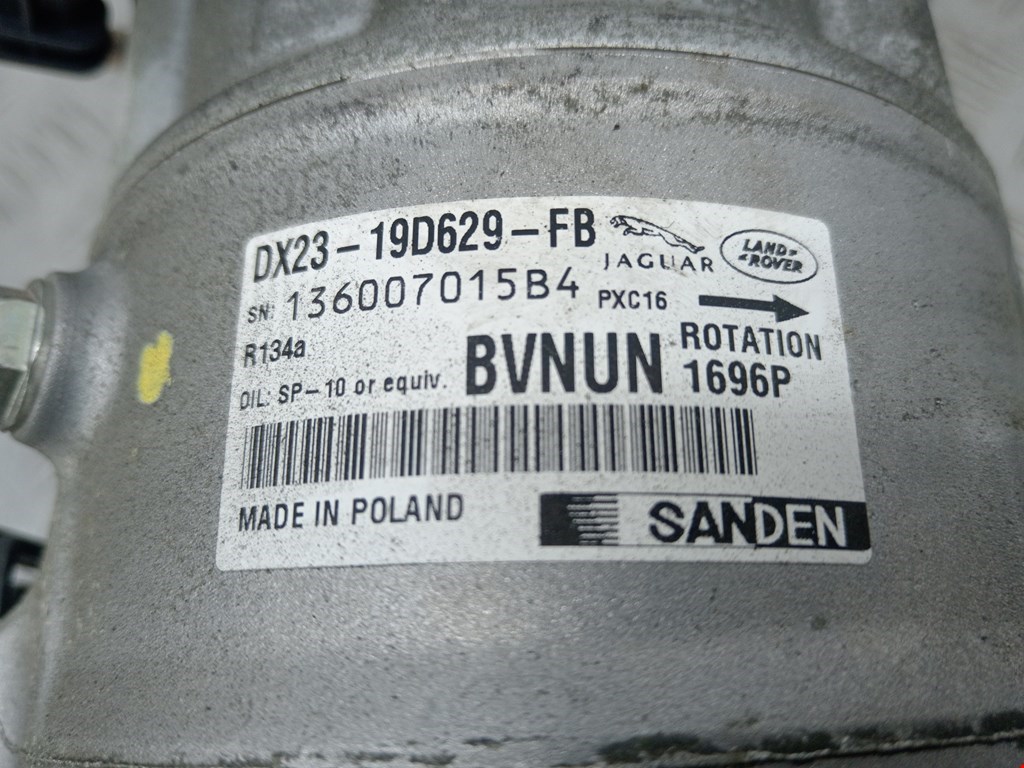 DX23-19D629-FB
JAGUAR
LAND-
-ROVER
SN: 136007015B4 PXC16
R134a
OIL: SP-10 or equiv.
BVNUN
ROTATION
1696P
MADE IN POLAND
SANDEN